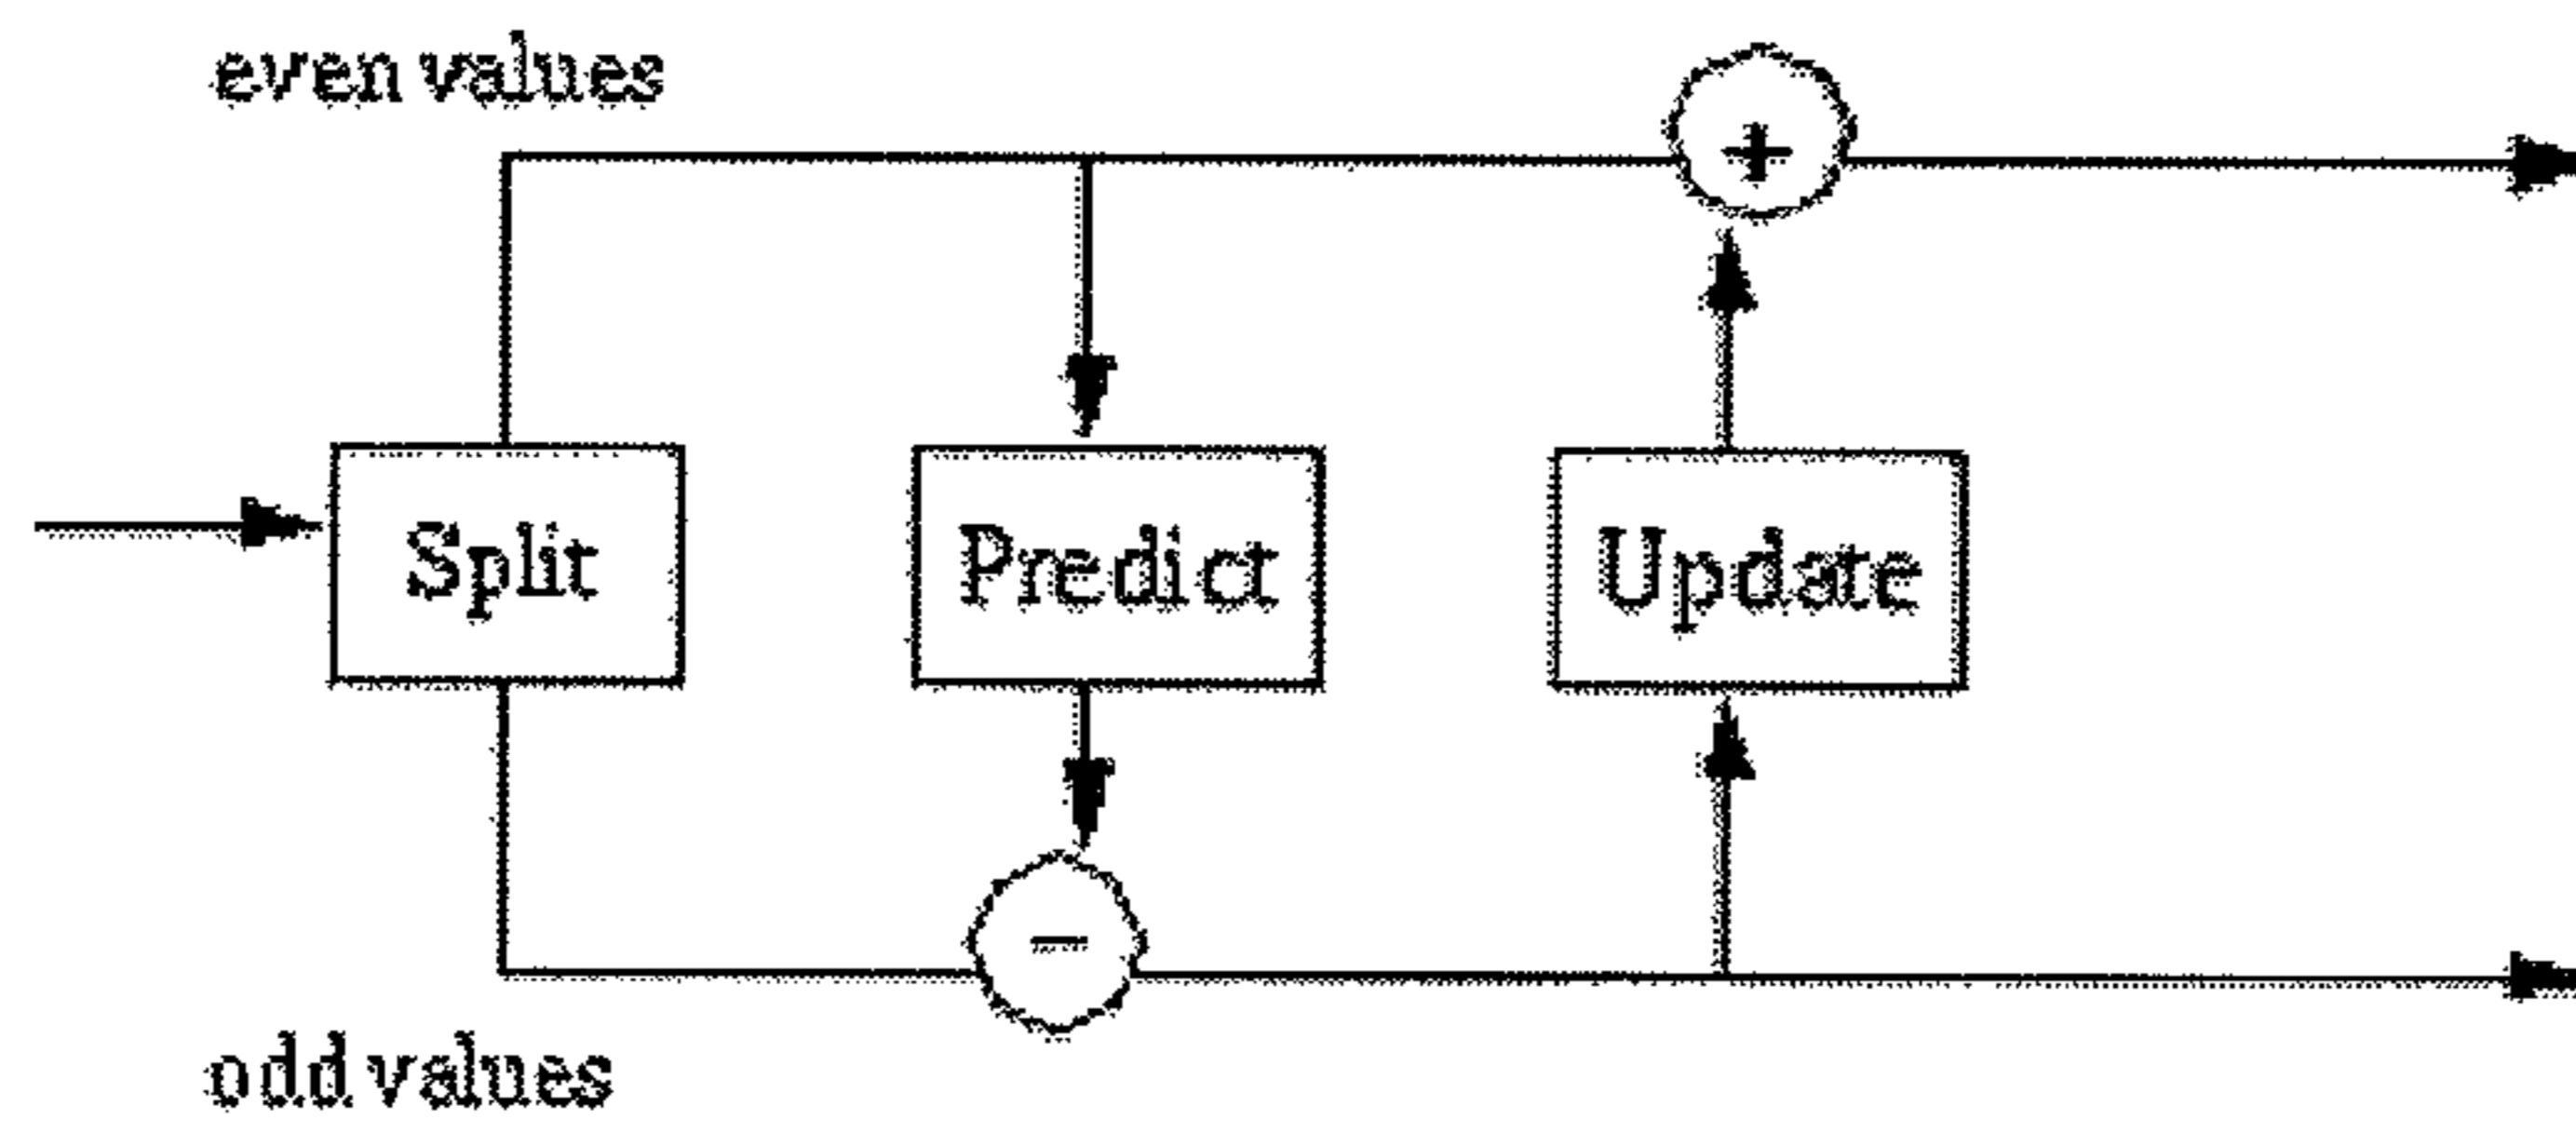 even values
+
Split
Predict
Update
−
odd values